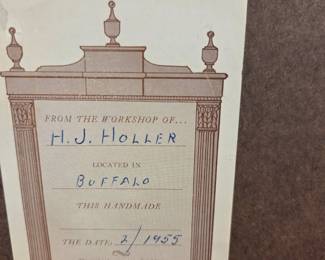 FROM THE WORKSHOP OF...
H. J. HOLLER
LOCATED IN
BUFFALO
THIS HANDMADE
THE DATE: 2/1955